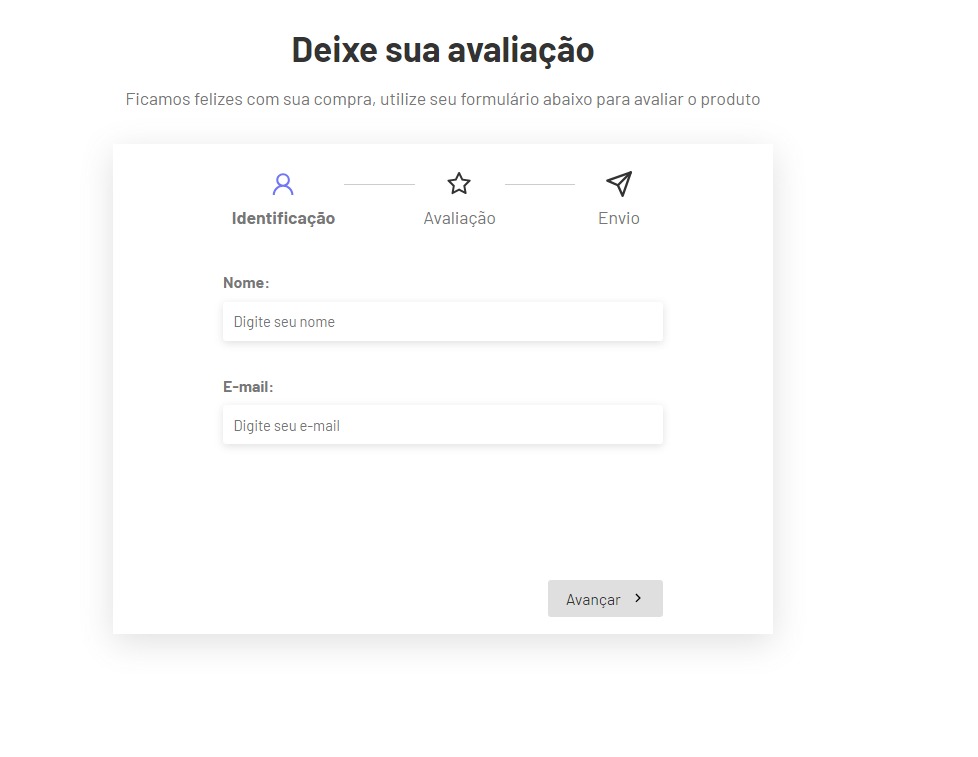 Deixe sua avaliação
Ficamos felizes com sua compra, utilize seu formulário abaixo para avaliar o produto
Identificação
Avaliação
Envio
Nome:
Digite seu nome
E-mail:
Digite seu e-mail
Avançar